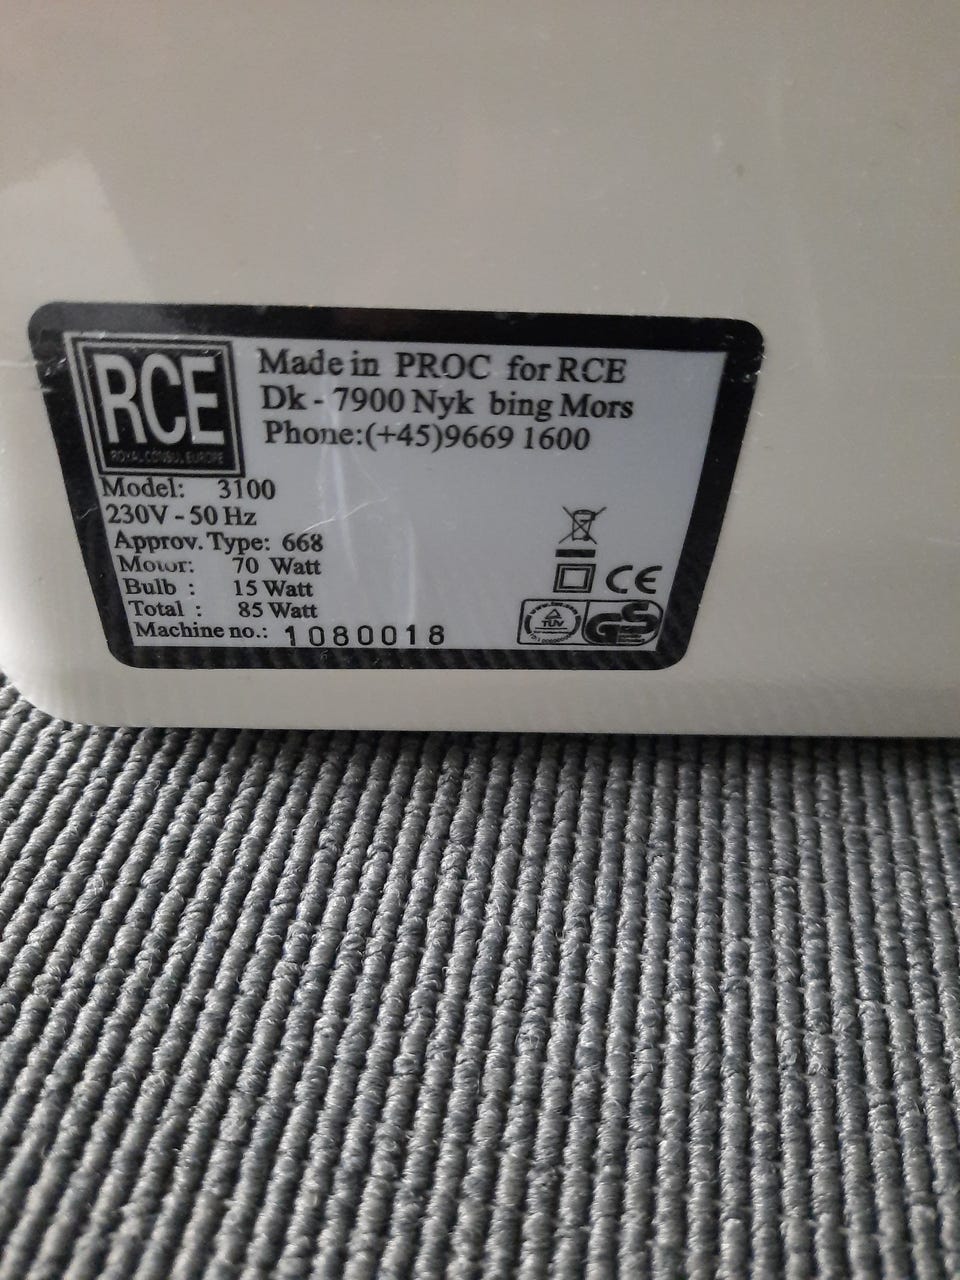 RCE
ROYAL CONSUL EUROPE
Made in PROC for RCE
Dk - 7900 Nyk bing Mors
Phone:(+45)9669 1600
Model: 3100
230V - 50 Hz
Approv. Type: 668
Motor: 70 Watt
Bulb : 15 Watt
Total : 85 Watt
Machine no.: 1080018
CE
TÜV
GS